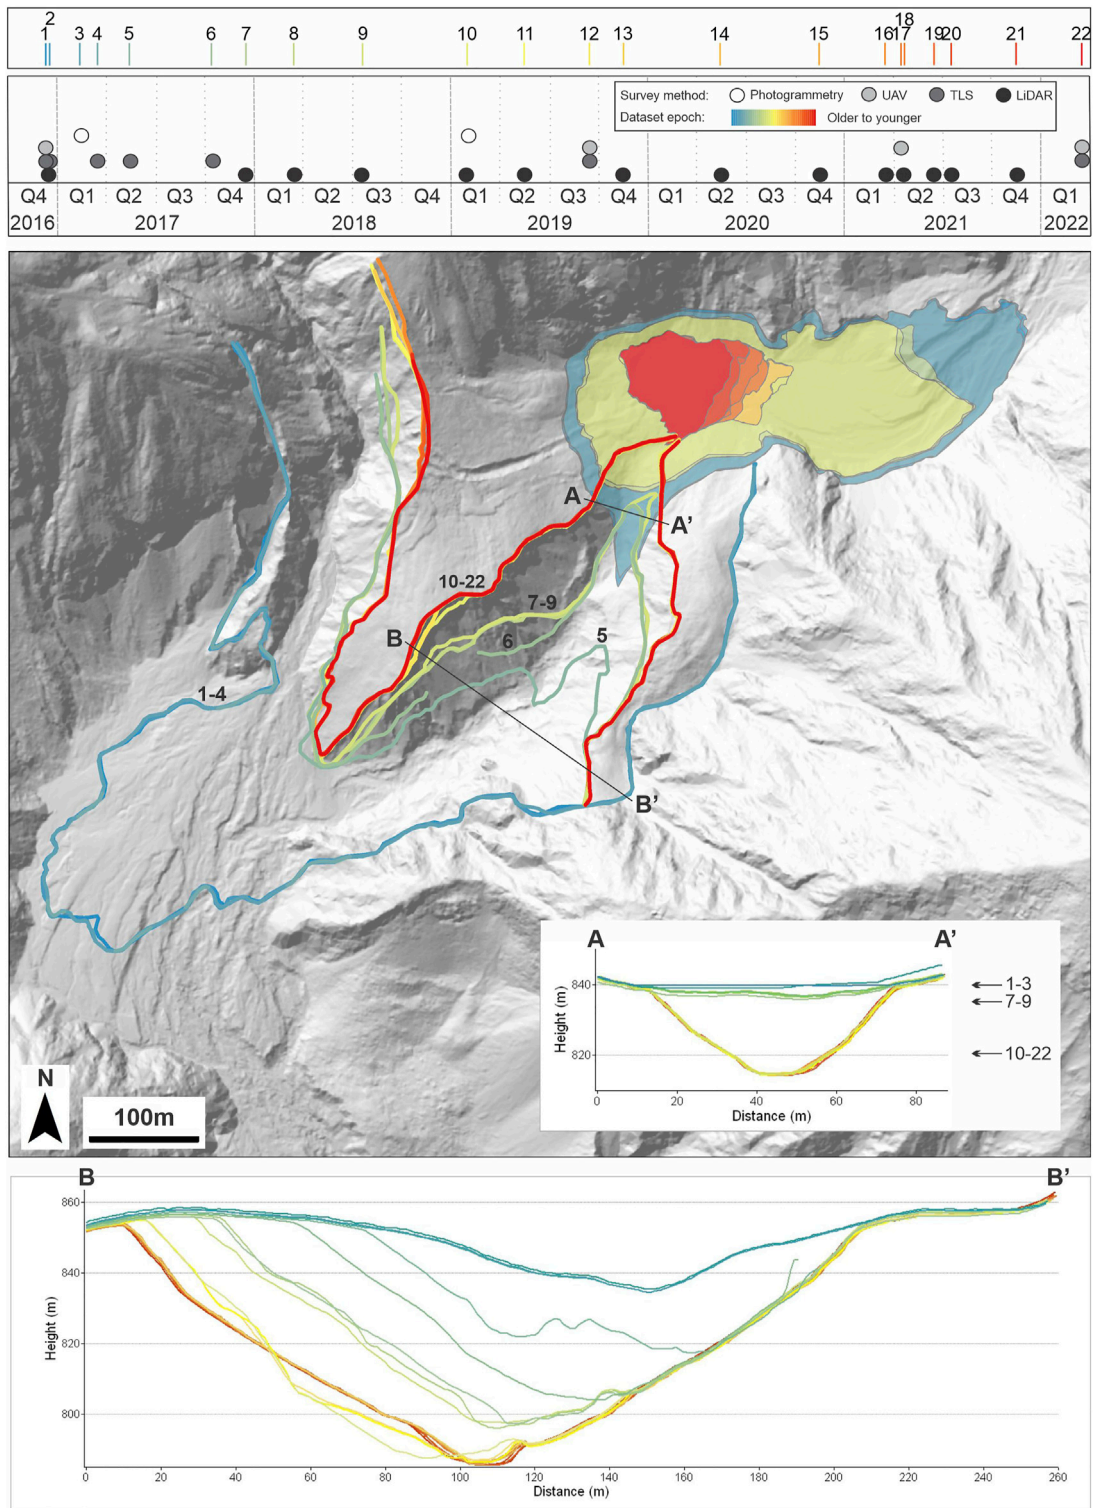 2
1 3 4 5 6 7 8 9 10 11 12 13 14 15 16 17 18 19 20 21 22
Survey method: Photogrammetry UAV TLS LiDAR
Dataset epoch: Older to younger
Q4 Q1 Q2 Q3 Q4 Q1 Q2 Q3 Q4 Q1 Q2 Q3 Q4 Q1 Q2 Q3 Q4 Q1 Q2 Q3 Q4 Q1
2016 2017 2018 2019 2020 2021 2022
A
A’
10-22
7-9
B
6
5
1-4
B’
A A’
840
820
Height (m)
0 20 40 60 80
Distance (m)
1-3
7-9
10-22
N
100m
B B’
860
840
820
800
Height (m)
0 20 40 60 80 100 120 140 160 180 200 220 240 260
Distance (m)